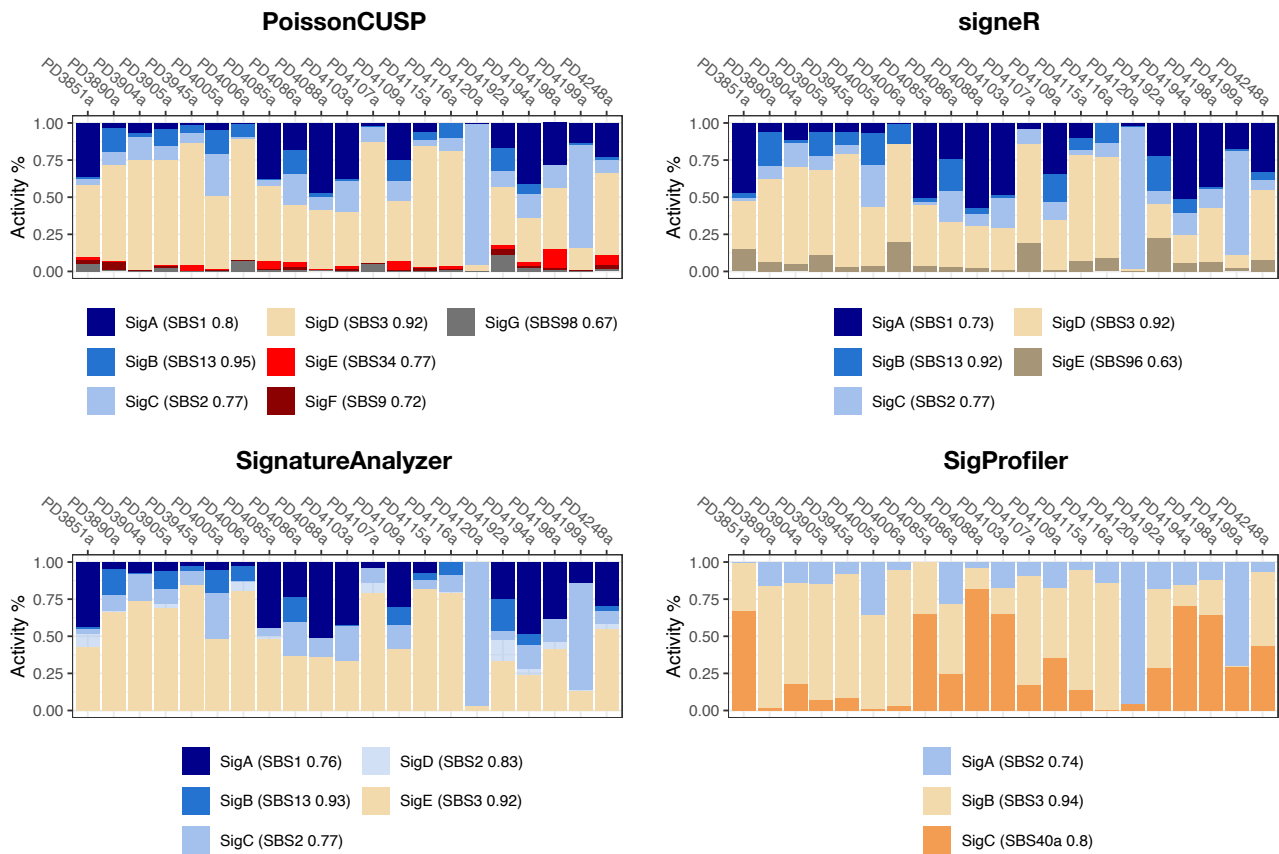 PoissonCUSP
PD3851a PD3890a PD3904a PD3905a PD3945a PD4005a PD4006a PD4085a PD4086a PD4088a PD4103a PD4107a PD4109a PD4115a PD4116a PD4120a PD4192a PD4194a PD4198a PD4199a PD4248a
Activity %
1.00
0.75
0.50
0.25
0.00
SigA (SBS1 0.8)
SigD (SBS3 0.92)
SigG (SBS98 0.67)
SigB (SBS13 0.95)
SigE (SBS34 0.77)
SigC (SBS2 0.77)
SigF (SBS9 0.72)
signeR
PD3851a PD3890a PD3904a PD3905a PD3945a PD4005a PD4006a PD4085a PD4086a PD4088a PD4103a PD4107a PD4109a PD4115a PD4116a PD4120a PD4192a PD4194a PD4198a PD4199a PD4248a
Activity %
1.00
0.75
0.50
0.25
0.00
SigA (SBS1 0.73)
SigD (SBS3 0.92)
SigB (SBS13 0.92)
SigE (SBS96 0.63)
SigC (SBS2 0.77)
SignatureAnalyzer
PD3851a PD3890a PD3904a PD3905a PD3945a PD4005a PD4006a PD4085a PD4086a PD4088a PD4103a PD4107a PD4109a PD4115a PD4116a PD4120a PD4192a PD4194a PD4198a PD4199a PD4248a
Activity %
1.00
0.75
0.50
0.25
0.00
SigA (SBS1 0.76)
SigD (SBS2 0.83)
SigB (SBS13 0.93)
SigE (SBS3 0.92)
SigC (SBS2 0.77)
SigProfiler
PD3851a PD3890a PD3904a PD3905a PD3945a PD4005a PD4006a PD4085a PD4086a PD4088a PD4103a PD4107a PD4109a PD4115a PD4116a PD4120a PD4192a PD4194a PD4198a PD4199a PD4248a
Activity %
1.00
0.75
0.50
0.25
0.00
SigA (SBS2 0.74)
SigB (SBS3 0.94)
SigC (SBS40a 0.8)